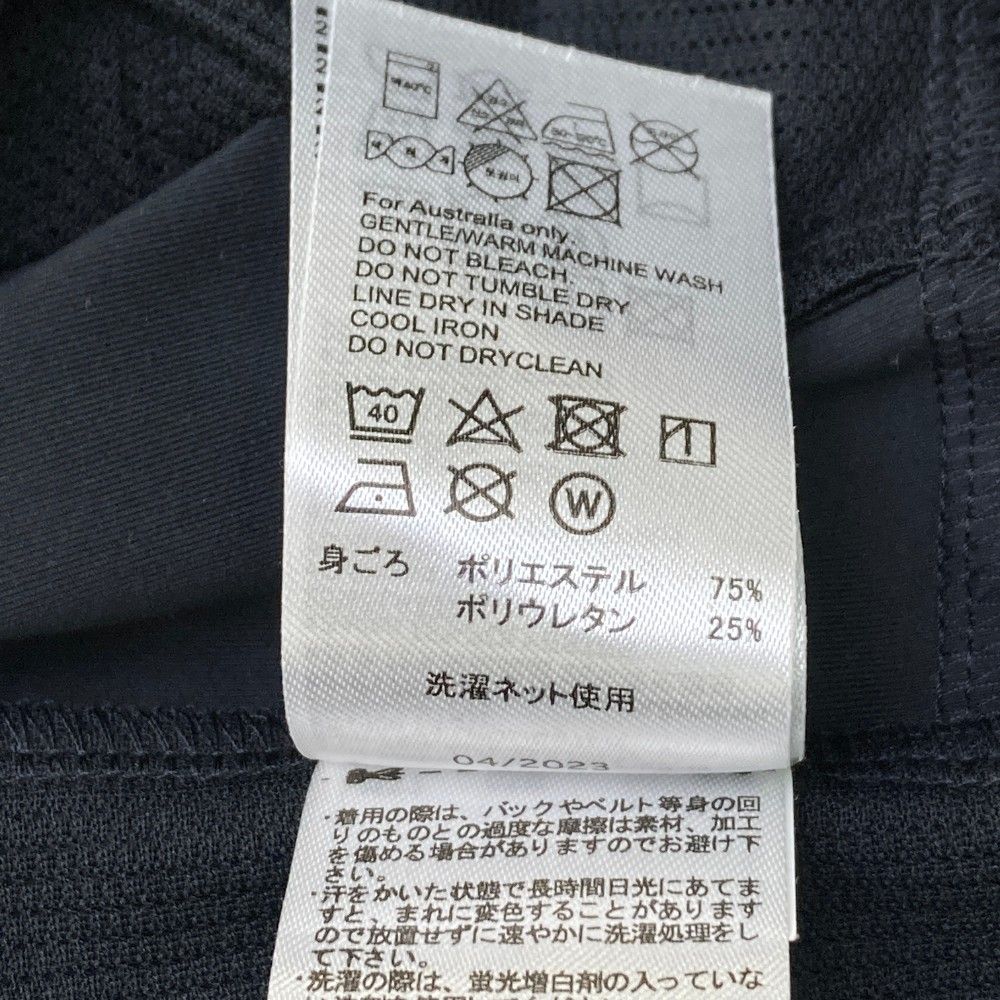 For Australia only.
GENTLE/WARM MACHINE WASH
DO NOT BLEACH
DO NOT TUMBLE DRY
LINE DRY IN SHADE
COOL IRON
DO NOT DRYCLEAN
40
W
身ごろ ポリエステル 75%
ポリウレタン 25%
洗濯ネット使用
04/2023
・着用の際は、バックやベルト等身の回
りのものとの過度な摩擦は素材、加工
を傷める場合がありますのでお避け下
さい。
・汗をかいた状態で長時間日光にあてま
すと、まれに変色することがあります
ので放置せずに速やかに洗濯処理をし
て下さい。
・洗濯の際は、蛍光増白剤の入っていな